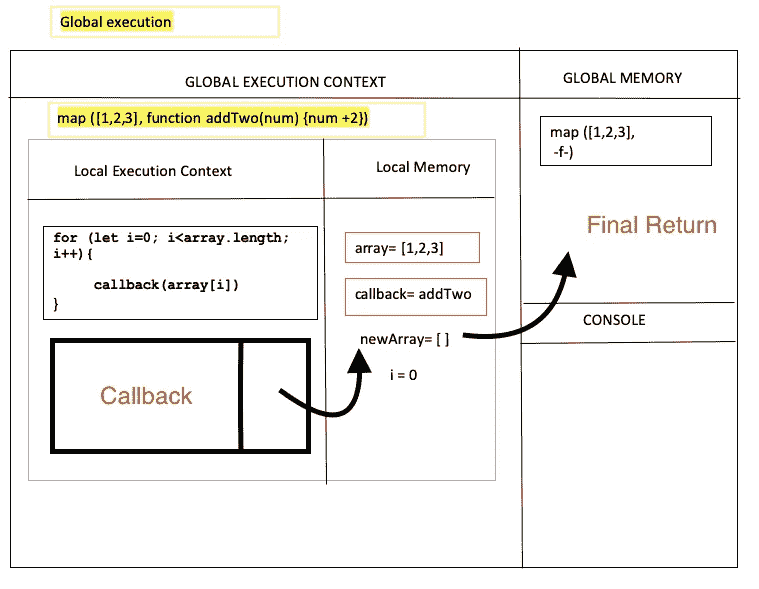 Global execution
GLOBAL EXECUTION CONTEXT
GLOBAL MEMORY
map ([1,2,3], function addTwo(num) {num +2})
map ([1,2,3],
-f-)
Local Execution Context
Local Memory
Final Return
for (let i=0; i<array.length;
i++){
callback(array[i])
}
array= [1,2,3]
callback= addTwo
newArray= [ ]
i = 0
CONSOLE
Callback